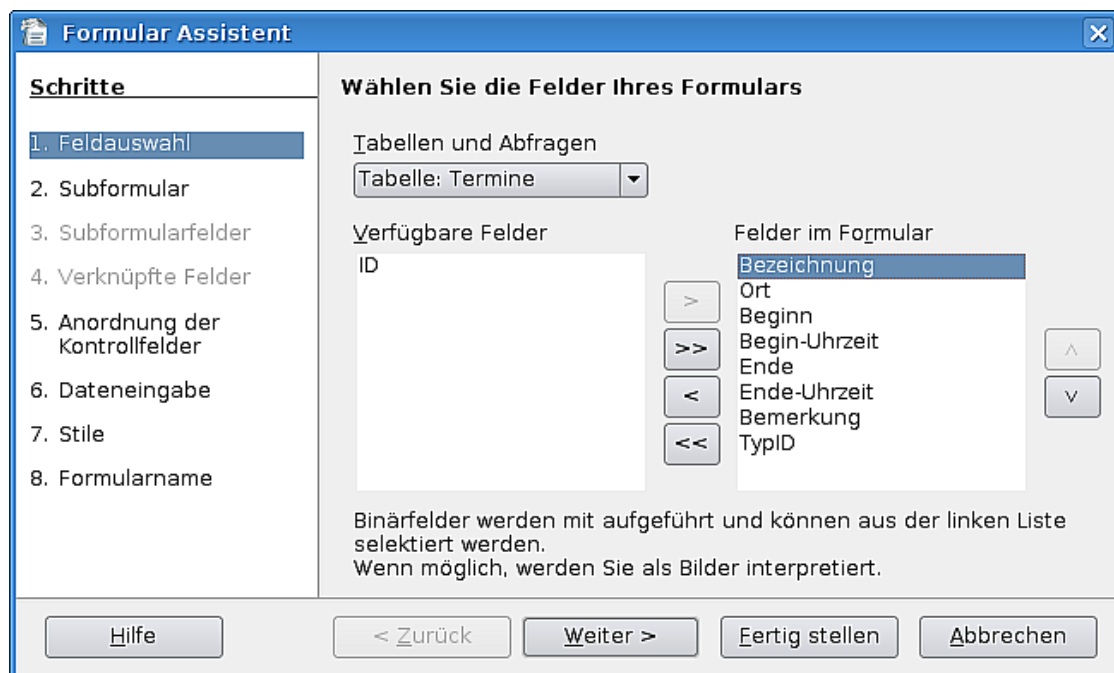 Formular Assistent
Schritte
1. Feldauswahl
2. Subformular
3. Subformularfelder
4. Verknüpfte Felder
5. Anordnung der
Kontrollfelder
6. Dateneingabe
7. Stile
8. Formularname
Wählen Sie die Felder Ihres Formulars
Tabellen und Abfragen
Tabelle: Termine
Verfügbare Felder
ID
>
>>
<
<<
Felder im Formular
Bezeichnung
Ort
Beginn
Begin-Uhrzeit
Ende
Ende-Uhrzeit
Bemerkung
TypID
Binärfelder werden mit aufgeführt und können aus der linken Liste
selektiert werden.
Wenn möglich, werden Sie als Bilder interpretiert.
Hilfe
< Zurück
Weiter >
Fertig stellen
Abbrechen